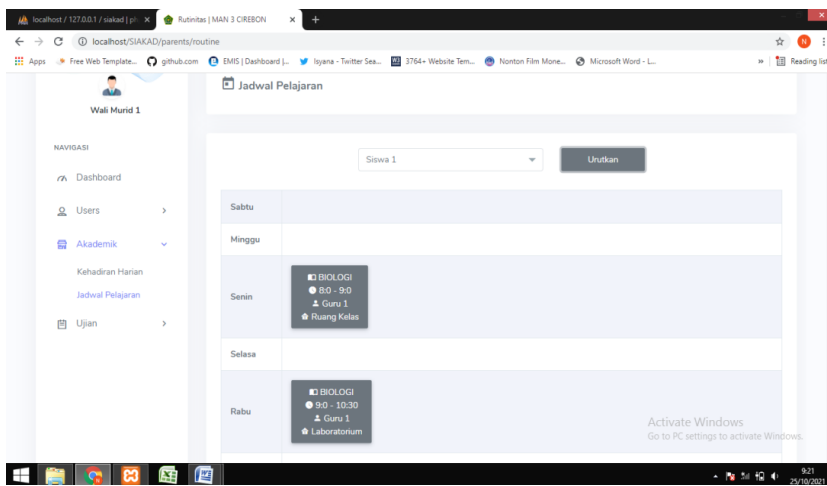 localhost / 127.0.0.1 / siakad | ph
Rutinitas | MAN 3 CIREBON
localhost/SIAKAD/parents/routine
N
Apps
Free Web Template...
github.com
EMIS | Dashboard |...
Isyana - Twitter Sea...
3764+ Website Tem...
Nonton Film Mone...
Microsoft Word - L...
»
Reading list
Wali Murid 1
NAVIGASI
Dashboard
Users
Akademik
Kehadiran Harian
Jadwal Pelajaran
Ujian
Jadwal Pelajaran
Siswa 1
Urutkan
Sabtu
Minggu
Senin
BIOLOGI
8:0 - 9:0
Guru 1
Ruang Kelas
Selasa
Rabu
BIOLOGI
9:0 - 10:30
Guru 1
Laboratorium
Activate Windows
Go to PC settings to activate Windows.
9:21
25/10/2021